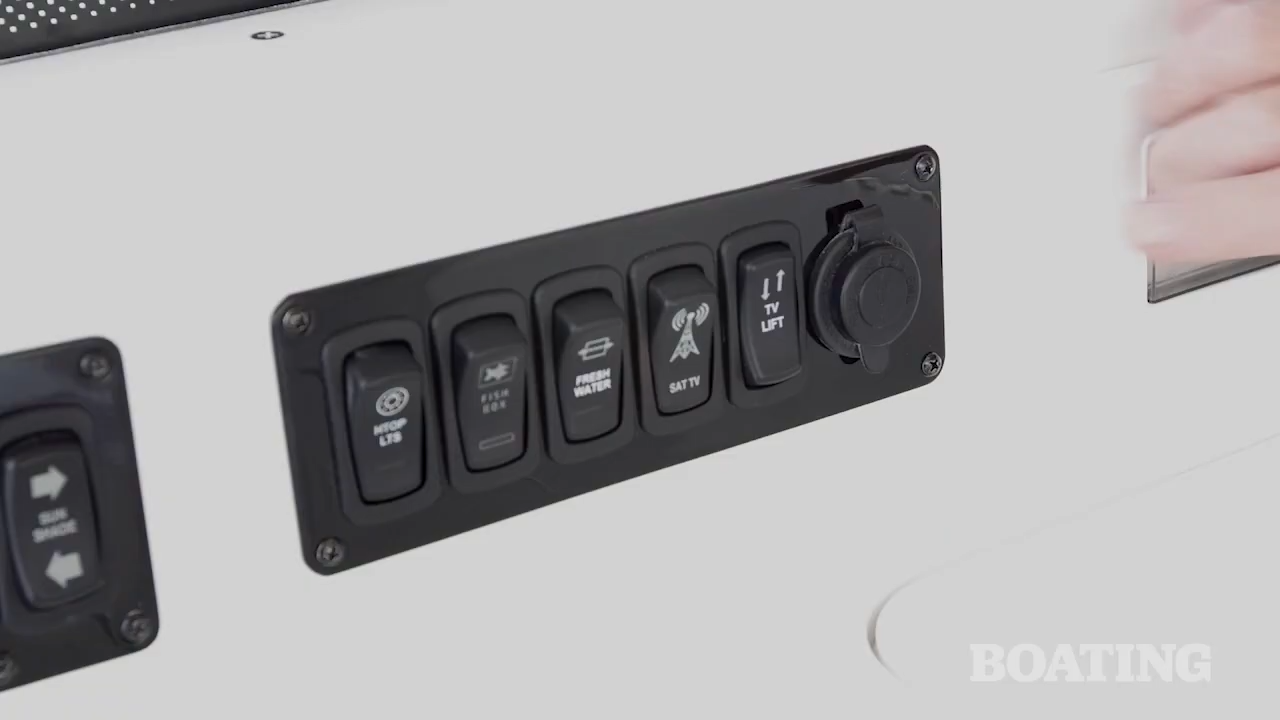 SUN
SHADE
HTOP
LTS
FISH
BOX
FRESH
WATER
SAT TV
TV
LIFT
BOATING